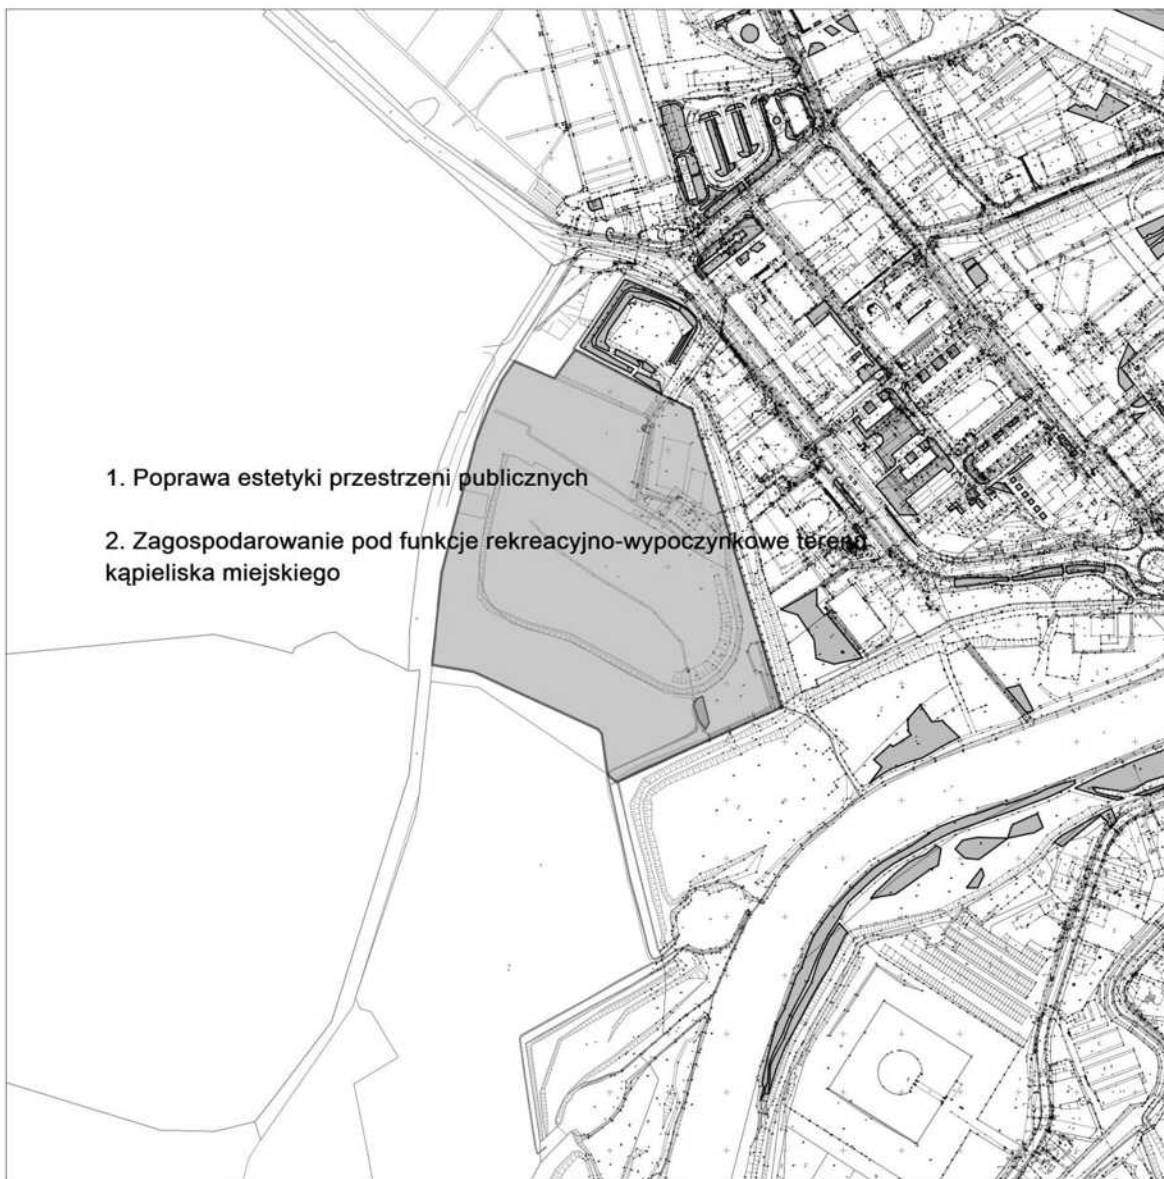 1. Poprawa estetyki przestrzeni publicznych
2. Zagospodarowanie pod funkcje rekreacyjno-wypoczynkowe terenu
kąpieliska miejskiego